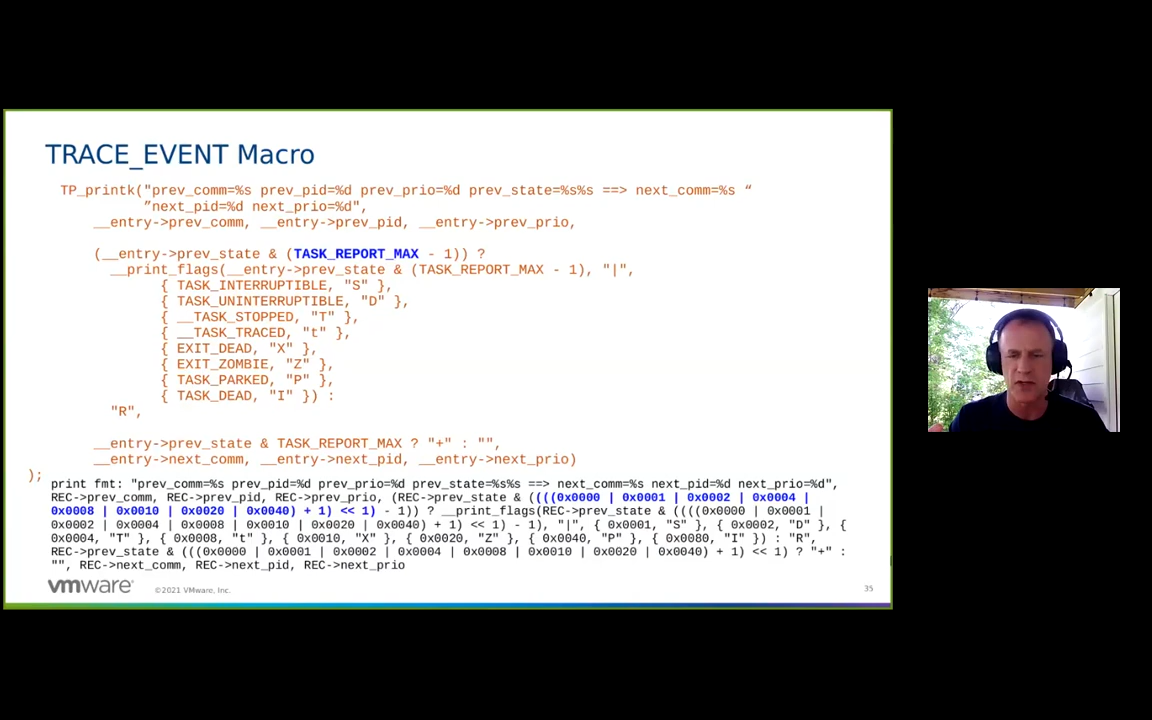 TRACE_EVENT Macro
TP_printk("prev_comm=%s prev_pid=%d prev_prio=%d prev_state=%s%s ==> next_comm=%s “
”next_pid=%d next_prio=%d",
__entry->prev_comm, __entry->prev_pid, __entry->prev_prio,
(__entry->prev_state & (TASK_REPORT_MAX - 1)) ?
__print_flags(__entry->prev_state & (TASK_REPORT_MAX - 1), "|",
{ TASK_INTERRUPTIBLE, "S" },
{ TASK_UNINTERRUPTIBLE, "D" },
{ __TASK_STOPPED, "T" },
{ __TASK_TRACED, "t" },
{ EXIT_DEAD, "X" },
{ EXIT_ZOMBIE, "Z" },
{ TASK_PARKED, "P" },
{ TASK_DEAD, "I" }) :
"R",
__entry->prev_state & TASK_REPORT_MAX ? "+" : "",
__entry->next_comm, __entry->next_pid, __entry->next_prio)
);
print fmt: "prev_comm=%s prev_pid=%d prev_prio=%d prev_state=%s%s ==> next_comm=%s next_pid=%d next_prio=%d",
REC->prev_comm, REC->prev_pid, REC->prev_prio, (REC->prev_state & ((((0x0000 | 0x0001 | 0x0002 | 0x0004 |
0x0008 | 0x0010 | 0x0020 | 0x0040) + 1) << 1) - 1)) ? __print_flags(REC->prev_state & ((((0x0000 | 0x0001 |
0x0002 | 0x0004 | 0x0008 | 0x0010 | 0x0020 | 0x0040) + 1) << 1) - 1), "|", { 0x0001, "S" }, { 0x0002, "D" }, {
0x0004, "T" }, { 0x0008, "t" }, { 0x0010, "X" }, { 0x0020, "Z" }, { 0x0040, "P" }, { 0x0080, "I" }) : "R",
REC->prev_state & (((0x0000 | 0x0001 | 0x0002 | 0x0004 | 0x0008 | 0x0010 | 0x0020 | 0x0040) + 1) << 1) ? "+" :
"", REC->next_comm, REC->next_pid, REC->next_prio
vmware ©2021 VMware, Inc. 35